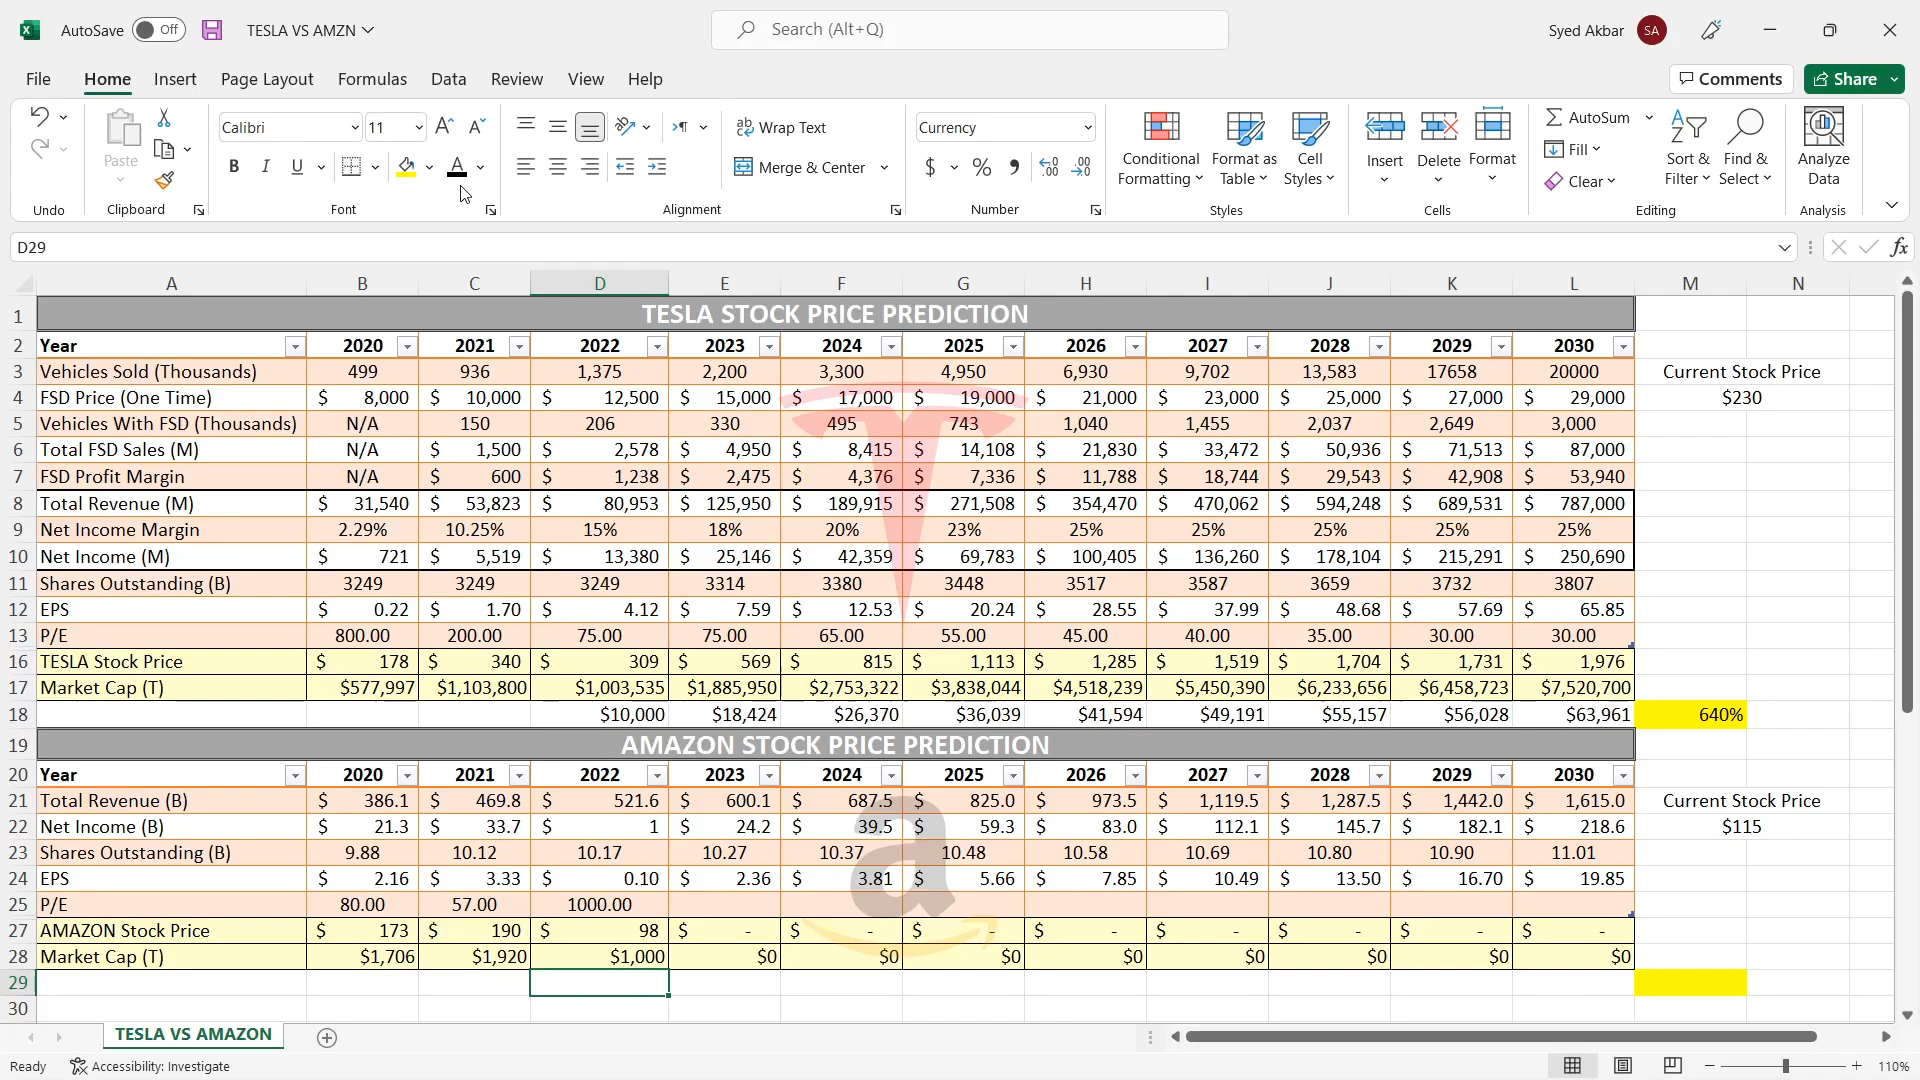 AutoSave Off TESLA VS AMZN Search (Alt+Q) Syed Akbar SA
File Home Insert Page Layout Formulas Data Review View Help Comments Share
Paste Calibri 11 Wrap Text Currency Conditional Formatting Format as Table Cell Styles Insert Delete Format AutoSum Sort & Filter Find & Select Analyze Data
B I U Merge & Center $ % Fill
Clear
Undo Clipboard Font Alignment Number Styles Cells Editing Analysis
D29 fx
A B C D E F G H I J K L M N
1 TESLA STOCK PRICE PREDICTION
2 Year 2020 2021 2022 2023 2024 2025 2026 2027 2028 2029 2030
3 Vehicles Sold (Thousands) 499 936 1,375 2,200 3,300 4,950 6,930 9,702 13,583 17658 20000 Current Stock Price
4 FSD Price (One Time) $ 8,000 $ 10,000 $ 12,500 $ 15,000 $ 17,000 $ 19,000 $ 21,000 $ 23,000 $ 25,000 $ 27,000 $ 29,000 $230
5 Vehicles With FSD (Thousands) N/A 150 206 330 495 743 1,040 1,455 2,037 2,649 3,000
6 Total FSD Sales (M) N/A $ 1,500 $ 2,578 $ 4,950 $ 8,415 $ 14,108 $ 21,830 $ 33,472 $ 50,936 $ 71,513 $ 87,000
7 FSD Profit Margin N/A $ 600 $ 1,238 $ 2,475 $ 4,376 $ 7,336 $ 11,788 $ 18,744 $ 29,543 $ 42,908 $ 53,940
8 Total Revenue (M) $ 31,540 $ 53,823 $ 80,953 $ 125,950 $ 189,915 $ 271,508 $ 354,470 $ 470,062 $ 594,248 $ 689,531 $ 787,000
9 Net Income Margin 2.29% 10.25% 15% 18% 20% 23% 25% 25% 25% 25% 25%
10 Net Income (M) $ 721 $ 5,519 $ 13,380 $ 25,146 $ 42,359 $ 69,783 $ 100,405 $ 136,260 $ 178,104 $ 215,291 $ 250,690
11 Shares Outstanding (B) 3249 3249 3249 3314 3380 3448 3517 3587 3659 3732 3807
12 EPS $ 0.22 $ 1.70 $ 4.12 $ 7.59 $ 12.53 $ 20.24 $ 28.55 $ 37.99 $ 48.68 $ 57.69 $ 65.85
13 P/E 800.00 200.00 75.00 75.00 65.00 55.00 45.00 40.00 35.00 30.00 30.00
16 TESLA Stock Price $ 178 $ 340 $ 309 $ 569 $ 815 $ 1,113 $ 1,285 $ 1,519 $ 1,704 $ 1,731 $ 1,976
17 Market Cap (T) $577,997 $1,103,800 $1,003,535 $1,885,950 $2,753,322 $3,838,044 $4,518,239 $5,450,390 $6,233,656 $6,458,723 $7,520,700
18 $10,000 $18,424 $26,370 $36,039 $41,594 $49,191 $55,157 $56,028 $63,961 640%
19 AMAZON STOCK PRICE PREDICTION
20 Year 2020 2021 2022 2023 2024 2025 2026 2027 2028 2029 2030
21 Total Revenue (B) $ 386.1 $ 469.8 $ 521.6 $ 600.1 $ 687.5 $ 825.0 $ 973.5 $ 1,119.5 $ 1,287.5 $ 1,442.0 $ 1,615.0 Current Stock Price
22 Net Income (B) $ 21.3 $ 33.7 $ 1 $ 24.2 $ 39.5 $ 59.3 $ 83.0 $ 112.1 $ 145.7 $ 182.1 $ 218.6 $115
23 Shares Outstanding (B) 9.88 10.12 10.17 10.27 10.37 10.48 10.58 10.69 10.80 10.90 11.01
24 EPS $ 2.16 $ 3.33 $ 0.10 $ 2.36 $ 3.81 $ 5.66 $ 7.85 $ 10.49 $ 13.50 $ 16.70 $ 19.85
25 P/E 80.00 57.00 1000.00
27 AMAZON Stock Price $ 173 $ 190 $ 98 $ - $ - $ - $ - $ - $ - $ - $ -
28 Market Cap (T) $1,706 $1,920 $1,000 $0 $0 $0 $0 $0 $0 $0 $0
29
30
TESLA VS AMAZON
Ready Accessibility: Investigate 110%